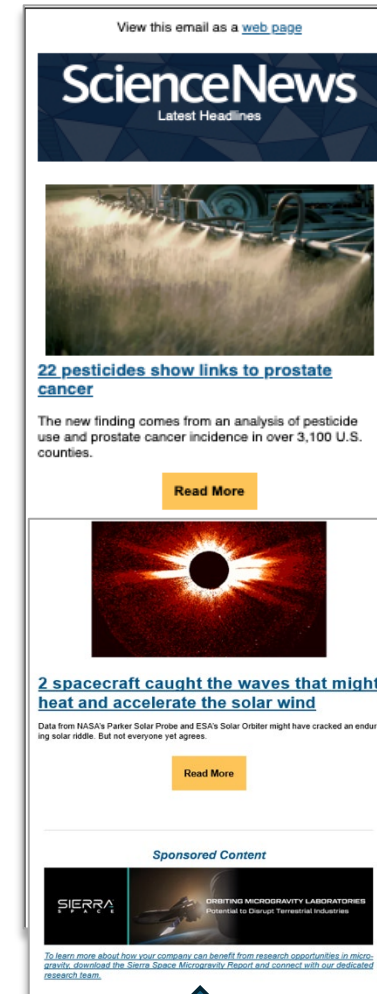 View this email as a web page
ScienceNews
Latest Headlines
22 pesticides show links to prostate
cancer
The new finding comes from an analysis of pesticide
use and prostate cancer incidence in over 3,100 U.S.
counties.
Read More
2 spacecraft caught the waves that might
heat and accelerate the solar wind
Data from NASA's Parker Solar Probe and ESA's Solar Orbiter might have cracked an endur
ing solar riddle. But not everyone yet agrees.
Read More
Sponsored Content
SIERRA
SPACE
ORBITING MICROGRAVITY LABORATORIES
Potential to Disrupt Terrestrial Industries
To learn more about how your company can benefit from research opportunities in micro-
gravity, download the Sierra Space Microgravity Report and connect with our dedicated
research team.